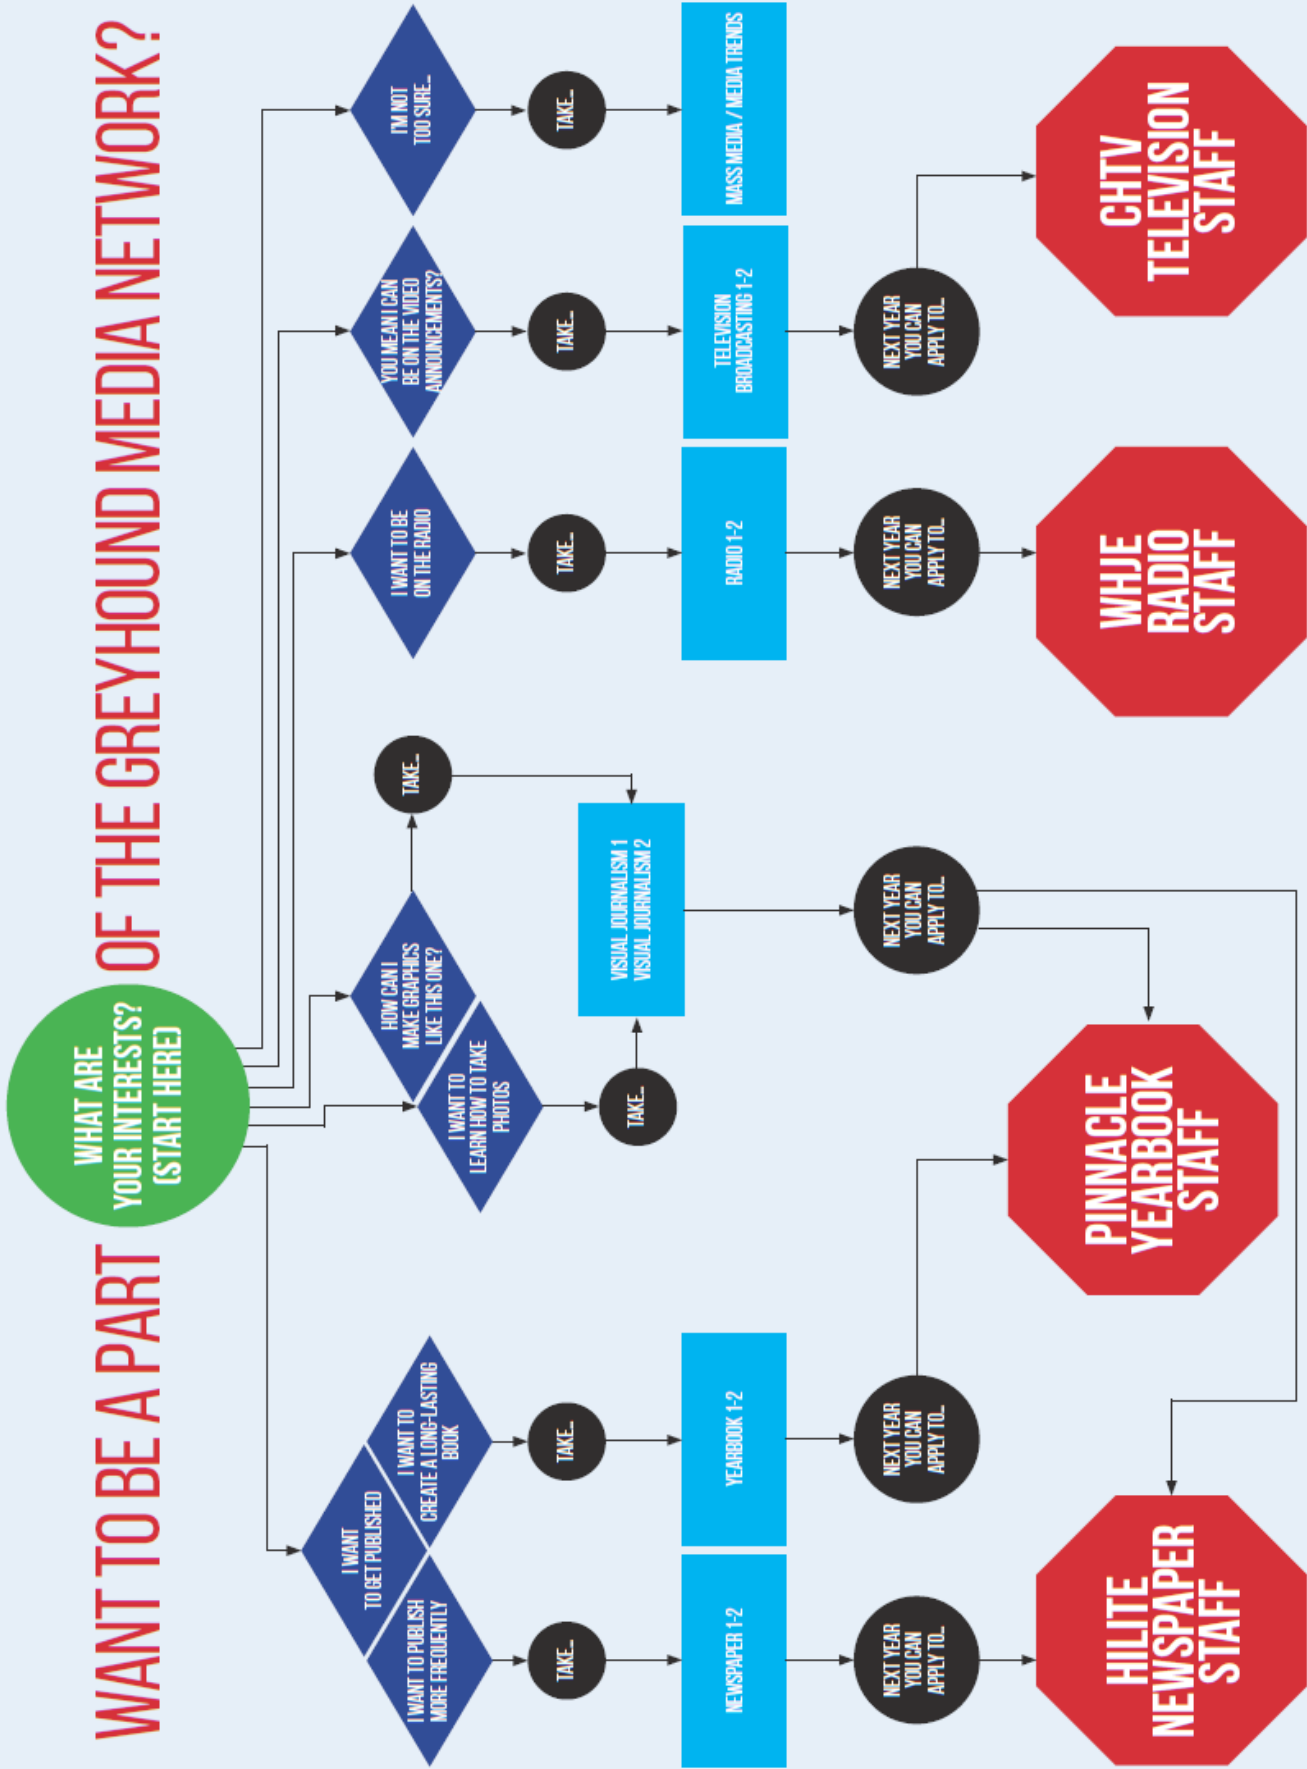 WANT TO BE A PART OF THE GREYHOUND MEDIA NETWORK?
WHAT ARE
YOUR INTERESTS?
(START HERE)
I WANT
TO GET PUBLISHED
I WANT TO PUBLISH
MORE FREQUENTLY
I WANT TO
CREATE A LONG-LASTING
BOOK
I WANT TO
LEARN HOW TO TAKE
PHOTOS
HOW CAN I
MAKE GRAPHICS
LIKE THIS ONE?
I WANT TO BE
ON THE RADIO
YOU MEAN I CAN
BE ON THE VIDEO
ANNOUNCEMENTS?
I'M NOT
TOO SURE...
TAKE...
TAKE...
TAKE...
TAKE...
TAKE...
TAKE...
TAKE...
NEWSPAPER 1-2
YEARBOOK 1-2
VISUAL JOURNALISM 1
VISUAL JOURNALISM 2
RADIO 1-2
TELEVISION
BROADCASTING 1-2
MASS MEDIA / MEDIA TRENDS
NEXT YEAR
YOU CAN
APPLY TO...
NEXT YEAR
YOU CAN
APPLY TO...
NEXT YEAR
YOU CAN
APPLY TO...
NEXT YEAR
YOU CAN
APPLY TO...
NEXT YEAR
YOU CAN
APPLY TO...
HILITE
NEWSPAPER
STAFF
PINNACLE
YEARBOOK
STAFF
WHJE
RADIO
STAFF
CHTV
TELEVISION
STAFF